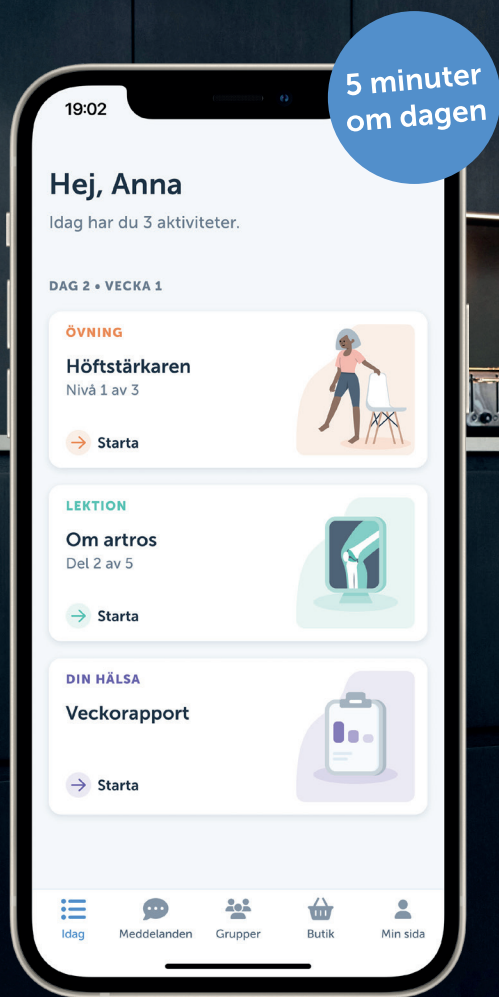 5 minuter
om dagen
19:02
Hej, Anna
Idag har du 3 aktiviteter.
DAG 2 • VECKA 1
ÖVNING
Höftstärkaren
Nivå 1 av 3
Starta
LEKTION
Om artros
Del 2 av 5
Starta
DIN HÄLSA
Veckorapport
Starta
Idag
Meddelanden
Grupper
Butik
Min sida